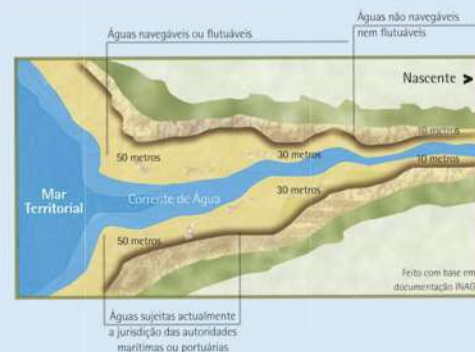 Águas navegáveis ou flutuáveis
Águas não navegáveis
nem flutuáveis
Nascente >
10 metros
50 metros
30 metros
10 metros
Mar
Territorial
Corrente de Água
30 metros
50 metros
Feito com base em
documentação INAG
Águas sujeitas actualmente
a jurisdição das autoridades
marítimas ou portuárias